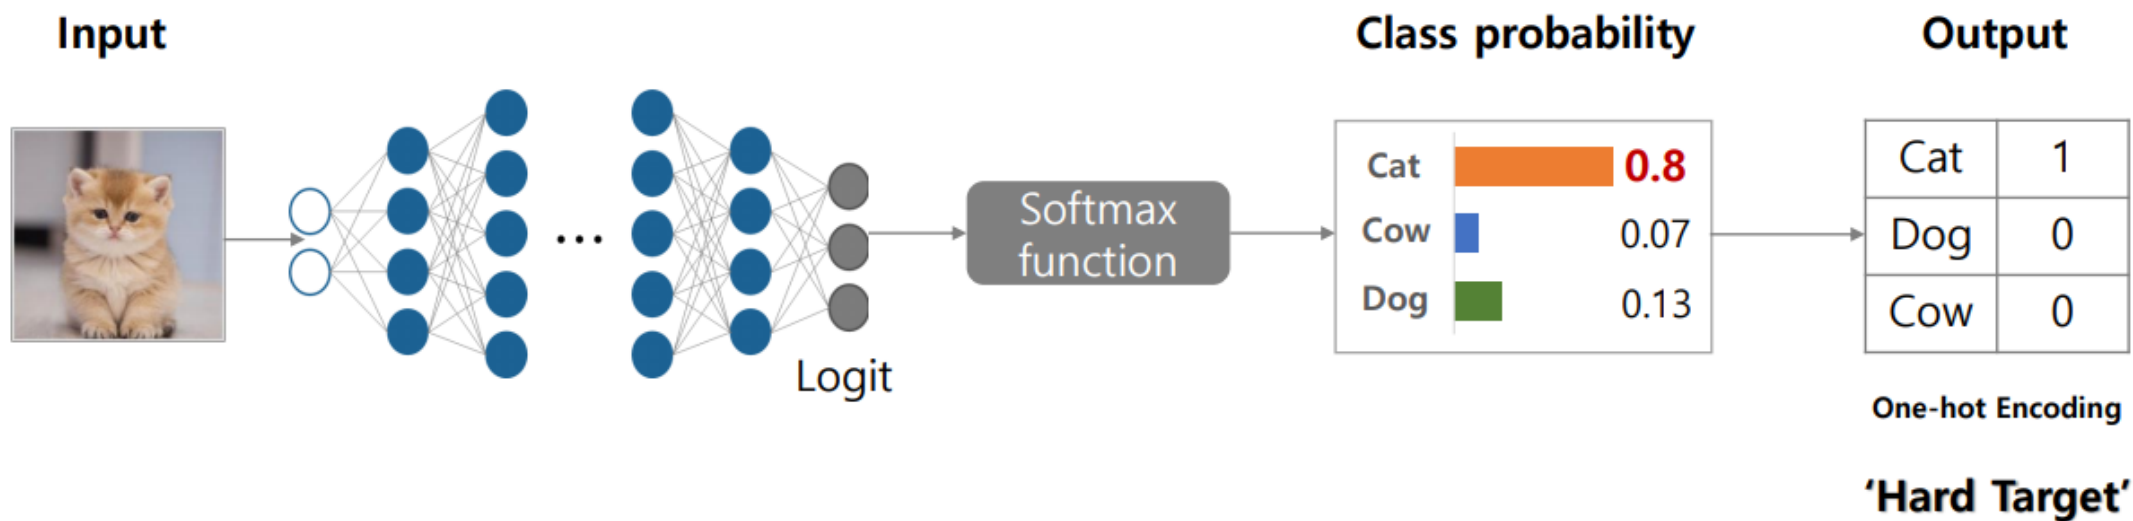 Input
Class probability
Output
Cat 0.8
Cow 0.07
Dog 0.13
Softmax
function
...
Logit
Cat 1
Dog 0
Cow 0
One-hot Encoding
‘Hard Target’